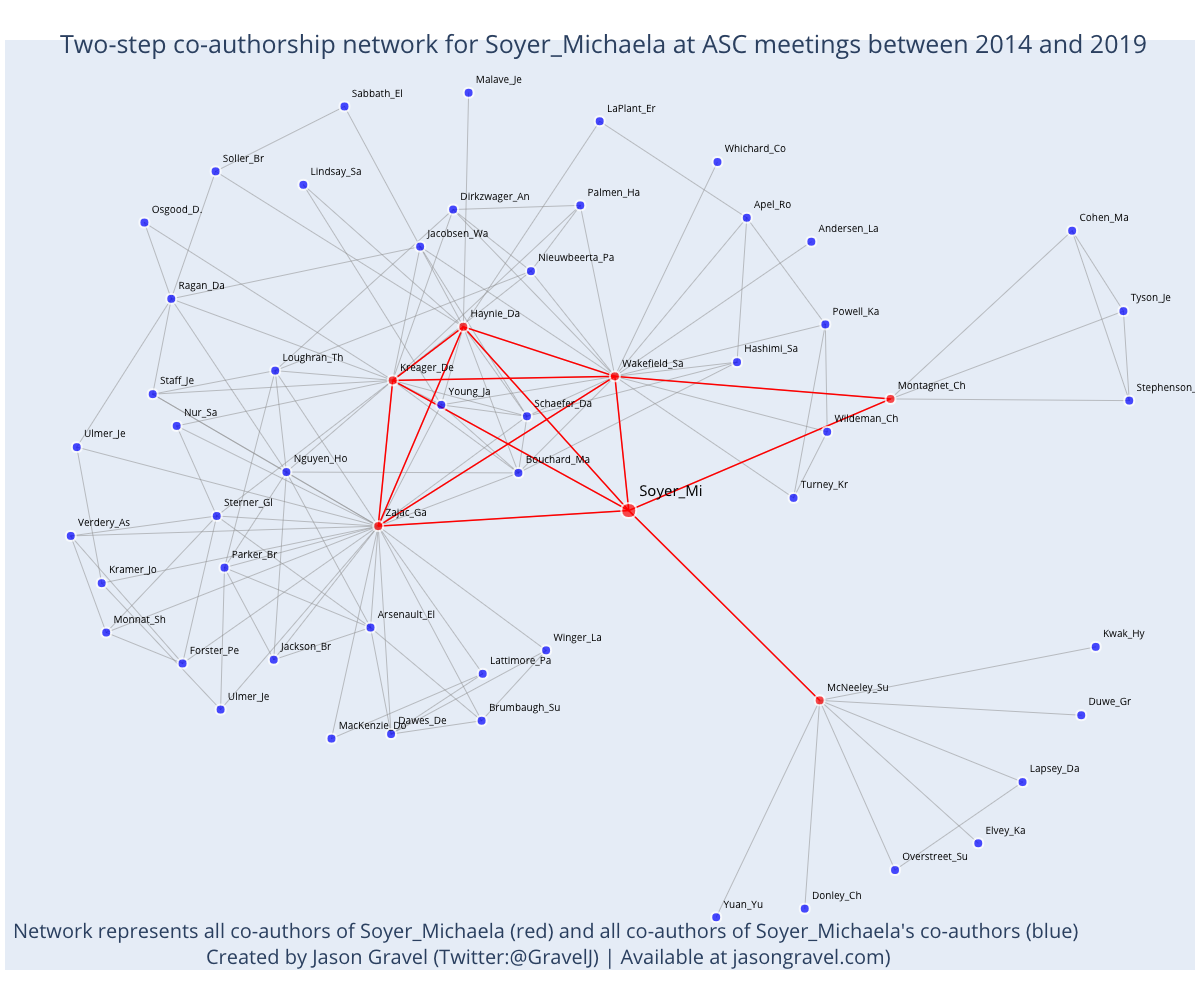 Two-step co-authorship network for Soyer_Michaela at ASC meetings between 2014 and 2019
Malave_Je
Sabbath_El
LaPlant_Er
Whichard_Co
Soller_Br
Lindsay_Sa
Dirkzwager_An
Palmen_Ha
Apel_Ro
Osgood_D.
Cohen_Ma
Andersen_La
Jacobsen_Wa
Nieuwbeerta_Pa
Ragan_Da
Tyson_Je
Haynie_Da
Powell_Ka
Hashimi_Sa
Loughran_Th
Wakefield_Sa
Kreager_De
Staff_Je
Montagnet_Ch
Stephenson_
Young_Ja
Schaefer_Da
Nur_Sa
Wildeman_Ch
Ulmer_Je
Nguyen_Ho
Bouchard_Ma
Turney_Kr
Soyer_Mi
Sterner_Gl
Zajac_Ga
Verdery_As
Parker_Br
Kramer_Jo
Arsenault_El
Monnat_Sh
Kwak_Hy
Winger_La
Forster_Pe
Jackson_Br
Lattimore_Pa
McNeeley_Su
Ulmer_Je
Duwe_Gr
Brumbaugh_Su
Dawes_De
MacKenzie_Do
Lapsey_Da
Elvey_Ka
Overstreet_Su
Donley_Ch
Yuan_Yu
Network represents all co-authors of Soyer_Michaela (red) and all co-authors of Soyer_Michaela's co-authors (blue)
Created by Jason Gravel (Twitter:@GravelJ) | Available at jasongravel.com)